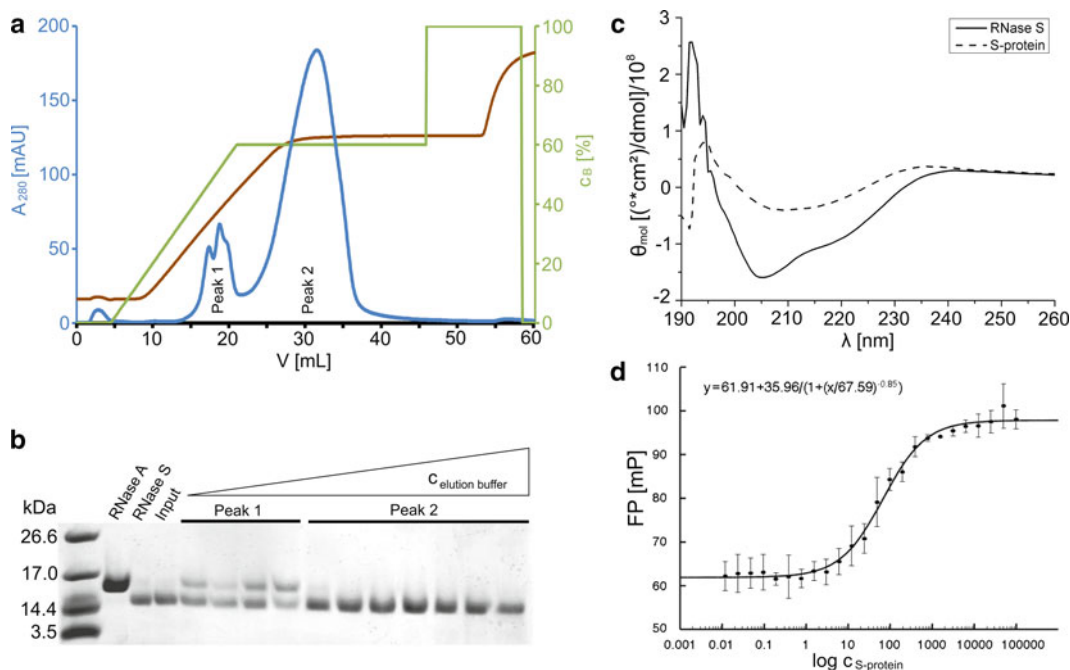 a
200
150
100
50
0
A280 [mAU]
100
80
60
40
20
0
cB [%]
Peak 1
Peak 2
0 10 20 30 40 50 60
V [mL]
b
kDa
26.6
17.0
14.4
3.5
RNase A
RNase S
Input
c elution buffer
Peak 1
Peak 2
c
RNase S
S-protein
3
2
1
0
-1
-2
θmol [(°*cm²)/dmol]/10⁸
190 200 210 220 230 240 250 260
λ [nm]
d
y=61.91+35.96/(1+(x/67.59)^-0.85)
110
100
90
80
70
60
50
FP [mP]
0.001 0.01 0.1 1 10 100 1000 100000
log c S-protein